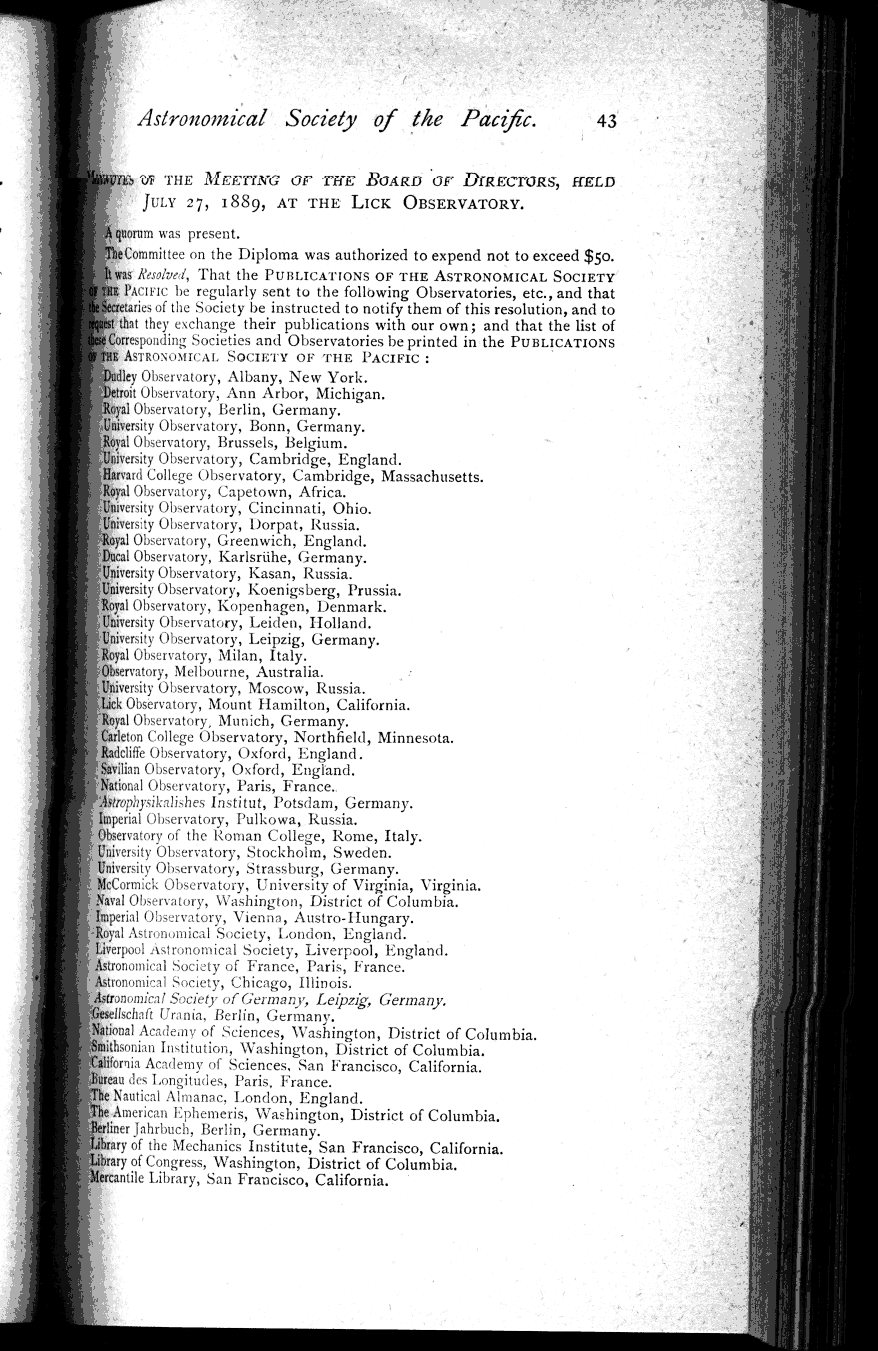 Astronomical Society of the Pacific. 43
MINUTES OF THE MEETING OF THE BOARD OF DIRECTORS, HELD
JULY 27, 1889, AT THE LICK OBSERVATORY.
A quorum was present.
The Committee on the Diploma was authorized to expend not to exceed $50.
It was Resolved, That the PUBLICATIONS OF THE ASTRONOMICAL SOCIETY
OF THE PACIFIC be regularly sent to the following Observatories, etc., and that
the Secretaries of the Society be instructed to notify them of this resolution, and to
request that they exchange their publications with our own; and that the list of
these Corresponding Societies and Observatories be printed in the PUBLICATIONS
OF THE ASTRONOMICAL SOCIETY OF THE PACIFIC :
Dudley Observatory, Albany, New York.
Detroit Observatory, Ann Arbor, Michigan.
Royal Observatory, Berlin, Germany.
University Observatory, Bonn, Germany.
Royal Observatory, Brussels, Belgium.
University Observatory, Cambridge, England.
Harvard College Observatory, Cambridge, Massachusetts.
Royal Observatory, Capetown, Africa.
University Observatory, Cincinnati, Ohio.
University Observatory, Dorpat, Russia.
Royal Observatory, Greenwich, England.
Ducal Observatory, Karlsrühe, Germany.
University Observatory, Kasan, Russia.
University Observatory, Koenigsberg, Prussia.
Royal Observatory, Kopenhagen, Denmark.
University Observatory, Leiden, Holland.
University Observatory, Leipzig, Germany.
Royal Observatory, Milan, Italy.
Observatory, Melbourne, Australia.
University Observatory, Moscow, Russia.
Lick Observatory, Mount Hamilton, California.
Royal Observatory, Munich, Germany.
Carleton College Observatory, Northfield, Minnesota.
Radcliffe Observatory, Oxford, England.
Savilian Observatory, Oxford, England.
National Observatory, Paris, France.
Astrophysikalishes Institut, Potsdam, Germany.
Imperial Observatory, Pulkowa, Russia.
Observatory of the Roman College, Rome, Italy.
University Observatory, Stockholm, Sweden.
University Observatory, Strassburg, Germany.
McCormick Observatory, University of Virginia, Virginia.
Naval Observatory, Washington, District of Columbia.
Imperial Observatory, Vienna, Austro-Hungary.
Royal Astronomical Society, London, England.
Liverpool Astronomical Society, Liverpool, England.
Astronomical Society of France, Paris, France.
Astronomical Society, Chicago, Illinois.
Astronomical Society of Germany, Leipzig, Germany.
Gesellschaft Urania, Berlin, Germany.
National Academy of Sciences, Washington, District of Columbia.
Smithsonian Institution, Washington, District of Columbia.
California Academy of Sciences, San Francisco, California.
Bureau des Longitudes, Paris, France.
The Nautical Almanac, London, England.
The American Ephemeris, Washington, District of Columbia.
Berliner Jahrbuch, Berlin, Germany.
Library of the Mechanics Institute, San Francisco, California.
Library of Congress, Washington, District of Columbia.
Mercantile Library, San Francisco, California.